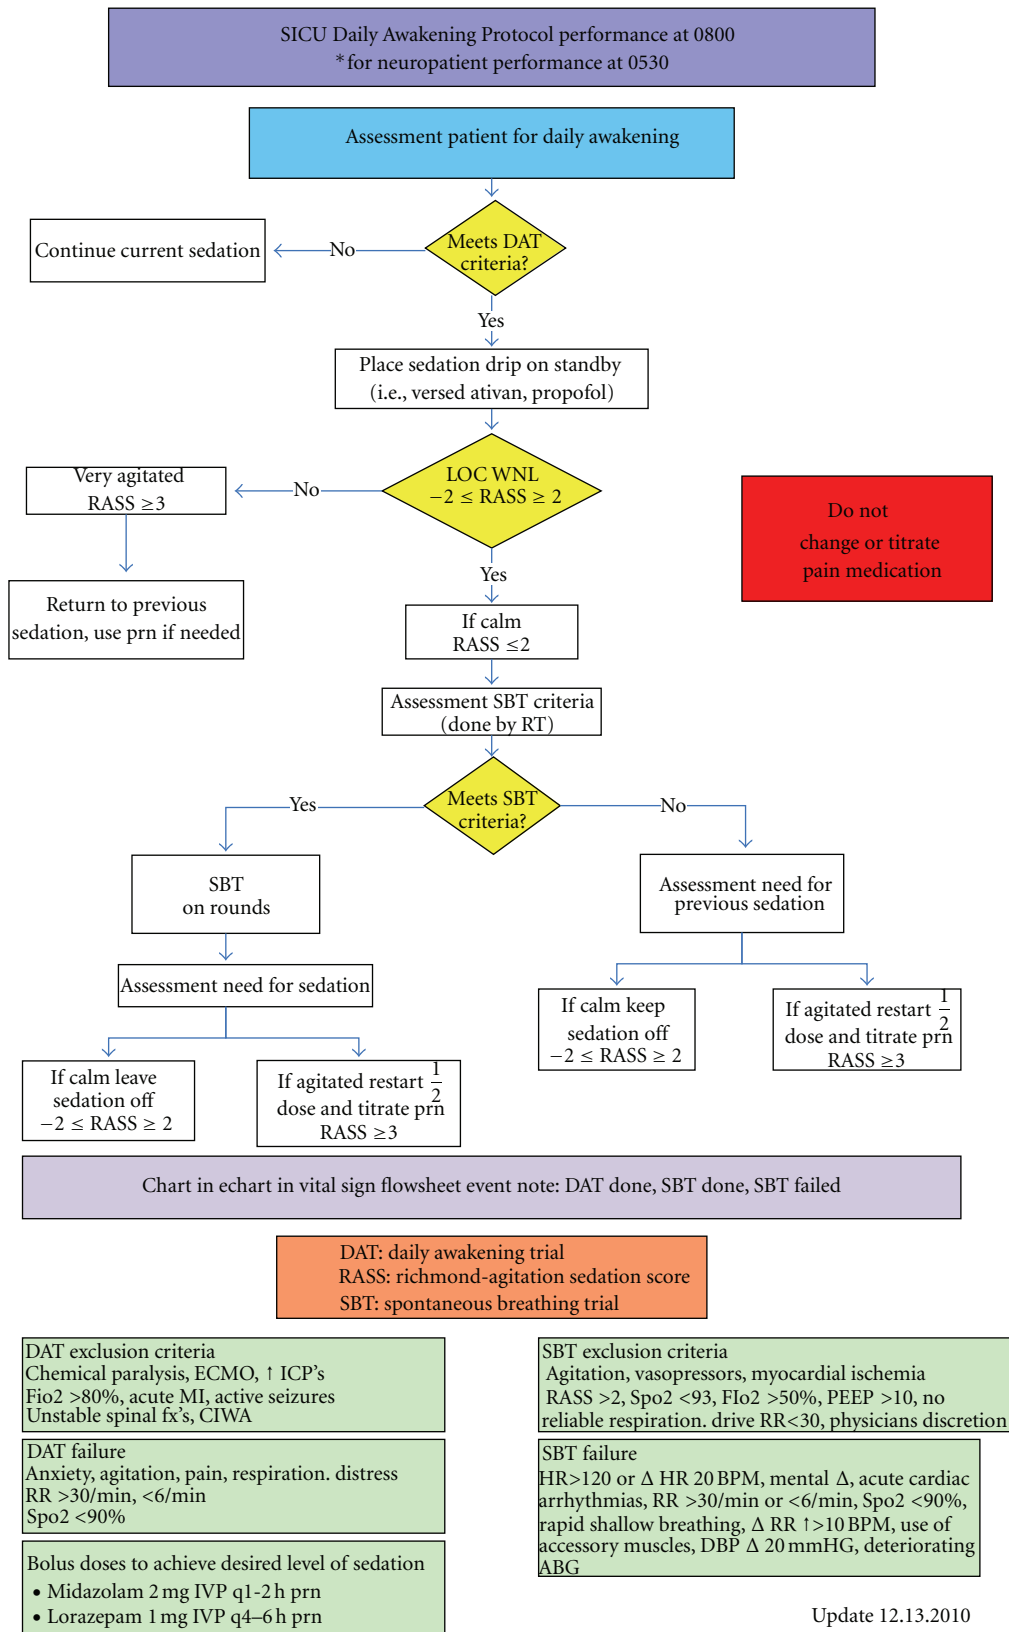 SICU Daily Awakening Protocol performance at 0800
*for neuropatient performance at 0530
Assessment patient for daily awakening
Meets DAT
criteria?
No
Continue current sedation
Yes
Place sedation drip on standby
(i.e., versed ativan, propofol)
LOC WNL
−2 ≤ RASS ≥ 2
No
Very agitated
RASS ≥3
Return to previous
sedation, use prn if needed
Do not
change or titrate
pain medication
Yes
If calm
RASS ≤2
Assessment SBT criteria
(done by RT)
Meets SBT
criteria?
Yes
No
SBT
on rounds
Assessment need for
previous sedation
Assessment need for sedation
If calm keep
sedation off
−2 ≤ RASS ≥ 2
If agitated restart 1/2
dose and titrate prn
RASS ≥3
If calm leave
sedation off
−2 ≤ RASS ≥ 2
If agitated restart 1/2
dose and titrate prn
RASS ≥3
Chart in echart in vital sign flowsheet event note: DAT done, SBT done, SBT failed
DAT: daily awakening trial
RASS: richmond-agitation sedation score
SBT: spontaneous breathing trial
DAT exclusion criteria
Chemical paralysis, ECMO, ↑ ICP's
Fio2 >80%, acute MI, active seizures
Unstable spinal fx's, CIWA
SBT exclusion criteria
Agitation, vasopressors, myocardial ischemia
RASS >2, Spo2 <93, FIo2 >50%, PEEP >10, no
reliable respiration. drive RR<30, physicians discretion
DAT failure
Anxiety, agitation, pain, respiration. distress
RR >30/min, <6/min
Spo2 <90%
SBT failure
HR>120 or Δ HR 20 BPM, mental Δ, acute cardiac
arrhythmias, RR >30/min or <6/min, Spo2 <90%,
rapid shallow breathing, Δ RR ↑>10 BPM, use of
accessory muscles, DBP Δ 20 mmHG, deteriorating
ABG
Bolus doses to achieve desired level of sedation
• Midazolam 2 mg IVP q1-2 h prn
• Lorazepam 1 mg IVP q4–6 h prn
Update 12.13.2010